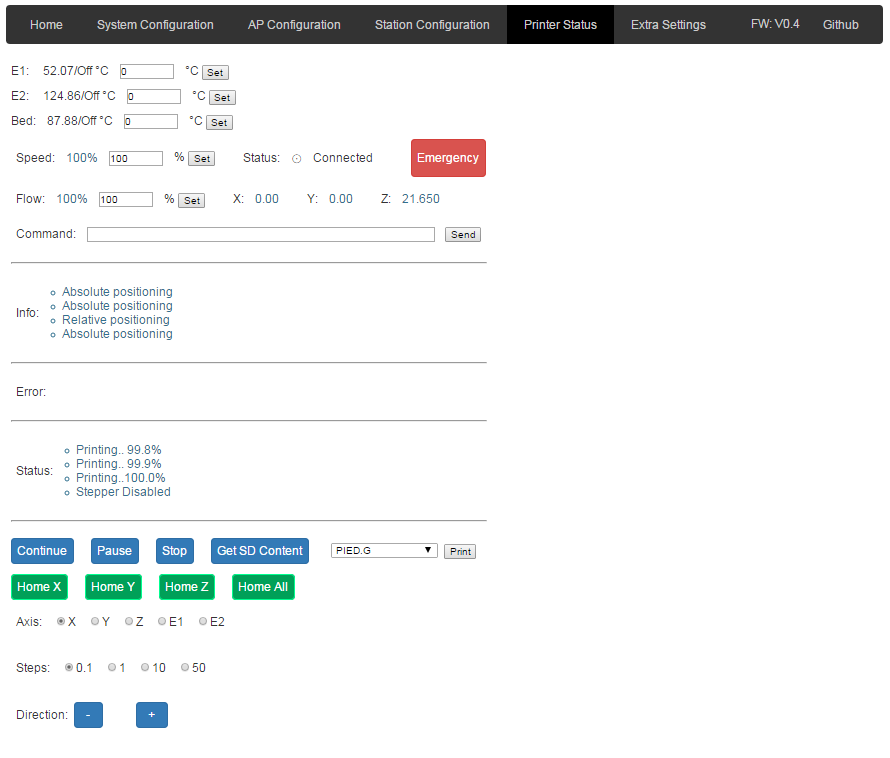 Home System Configuration AP Configuration Station Configuration Printer Status Extra Settings FW: V0.4 Github
E1: 52.07/Off °C 0 °C Set
E2: 124.86/Off °C 0 °C Set
Bed: 87.88/Off °C 0 °C Set
Speed: 100% 100 % Set Status: Connected Emergency
Flow: 100% 100 % Set X: 0.00 Y: 0.00 Z: 21.650
Command: Send
Absolute positioning
Absolute positioning
Info: Relative positioning
Absolute positioning
Error:
Printing.. 99.8%
Printing.. 99.9%
Status: Printing..100.0%
Stepper Disabled
Continue Pause Stop Get SD Content PIED.G Print
Home X Home Y Home Z Home All
Axis: X Y Z E1 E2
Steps: 0.1 1 10 50
Direction: - +